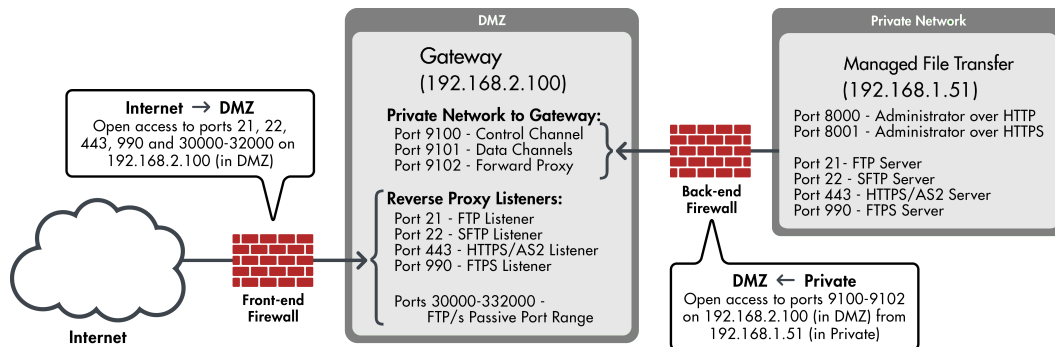 DMZ
Private Network
Gateway
(192.168.2.100)
Private Network to Gateway:
Port 9100 - Control Channel
Port 9101 - Data Channels
Port 9102 - Forward Proxy
Reverse Proxy Listeners:
Port 21 - FTP Listener
Port 22 - SFTP Listener
Port 443 - HTTPS/AS2 Listener
Port 990 - FTPS Listener
Ports 30000-332000 -
FTP/s Passive Port Range
Managed File Transfer
(192.168.1.51)
Port 8000 - Administrator over HTTP
Port 8001 - Administrator over HTTPS
Port 21- FTP Server
Port 22 - SFTP Server
Port 443 - HTTPS/AS2 Server
Port 990 - FTPS Server
Internet → DMZ
Open access to ports 21, 22,
443, 990 and 30000-32000 on
192.168.2.100 (in DMZ)
Internet
Front-end
Firewall
Back-end
Firewall
DMZ ← Private
Open access to ports 9100-9102
on 192.168.2.100 (in DMZ) from
192.168.1.51 (in Private)